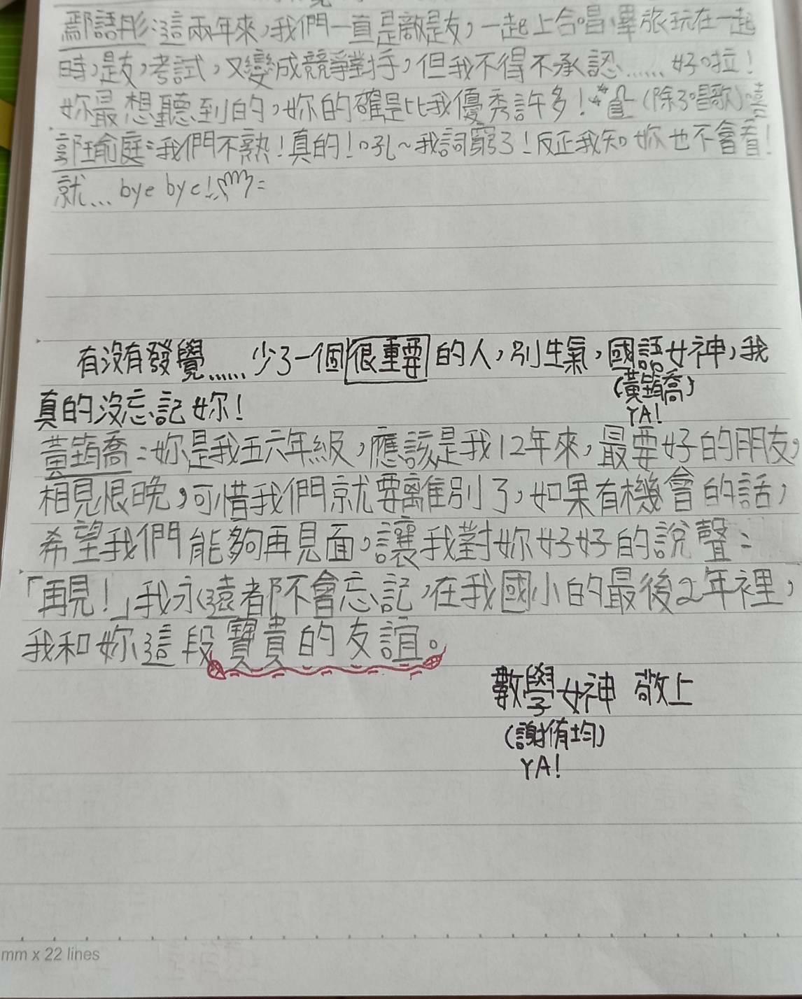 鄢語彤:這兩年來,我們一直是敵是友,一起上合唱、畢旅玩在一起
時,是友,考試,又變成競爭對手,但我不得不承認......好啦!
妳最想聽到的,妳的確是比我優秀許多!(除了唱歌)嘻
郭瑜庭:我們不熟!真的!吼~我詞窮了!反正我知妳也不會看!
就...bye bye!
有沒有發覺......少了一個很重要的人,別生氣,國語女神,我
(黃筠喬)
YA!
真的沒忘記妳!
黃筠喬:妳是我五六年級,應該是我12年來,最要好的朋友,
相見恨晚,可惜我們就要離別了,如果有機會的話,
希望我們能夠再見面。讓我對妳好好的說聲:
「再見!」我永遠都不會忘記,在我國小的最後2年裡,
我和妳這段寶貴的友誼。
數學女神 敬上
(謝侑均)
YA!
mm x 22 lines